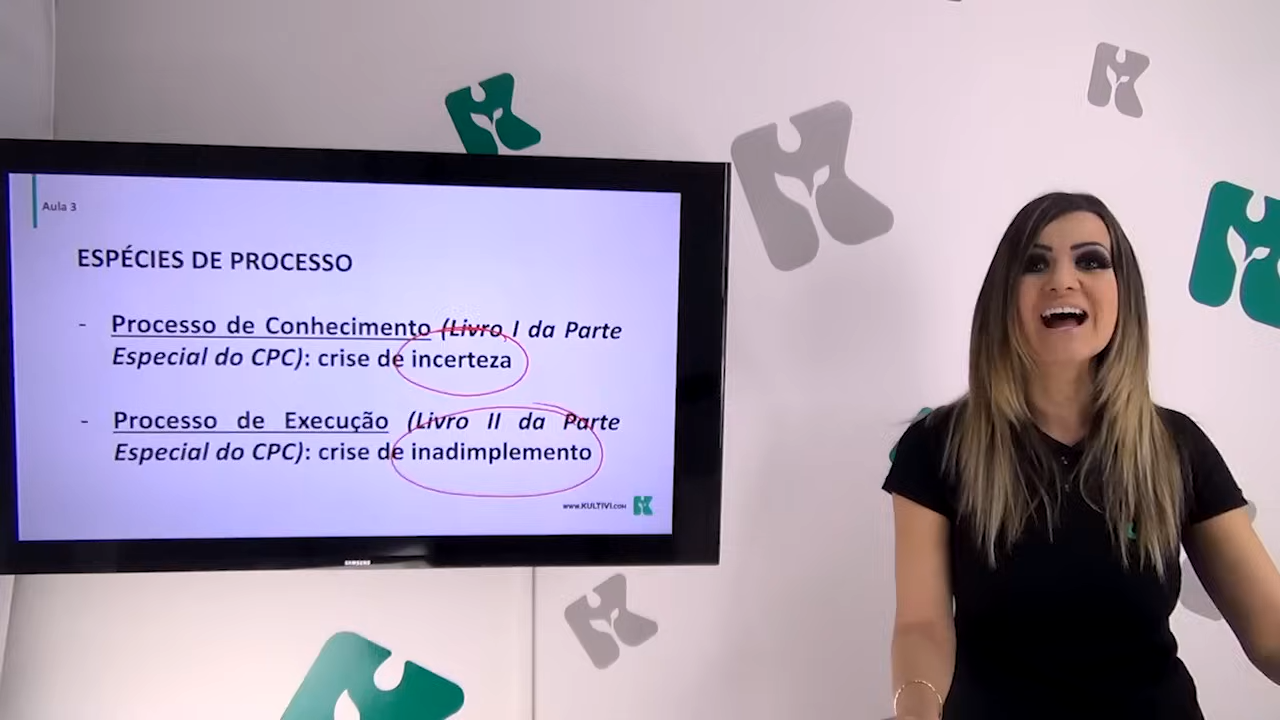 Aula 3
ESPÉCIES DE PROCESSO
- Processo de Conhecimento (Livro I da Parte
Especial do CPC): crise de incerteza
- Processo de Execução (Livro II da Parte
Especial do CPC): crise de inadimplemento
www.KULTIVI.COM
SAMSUNG